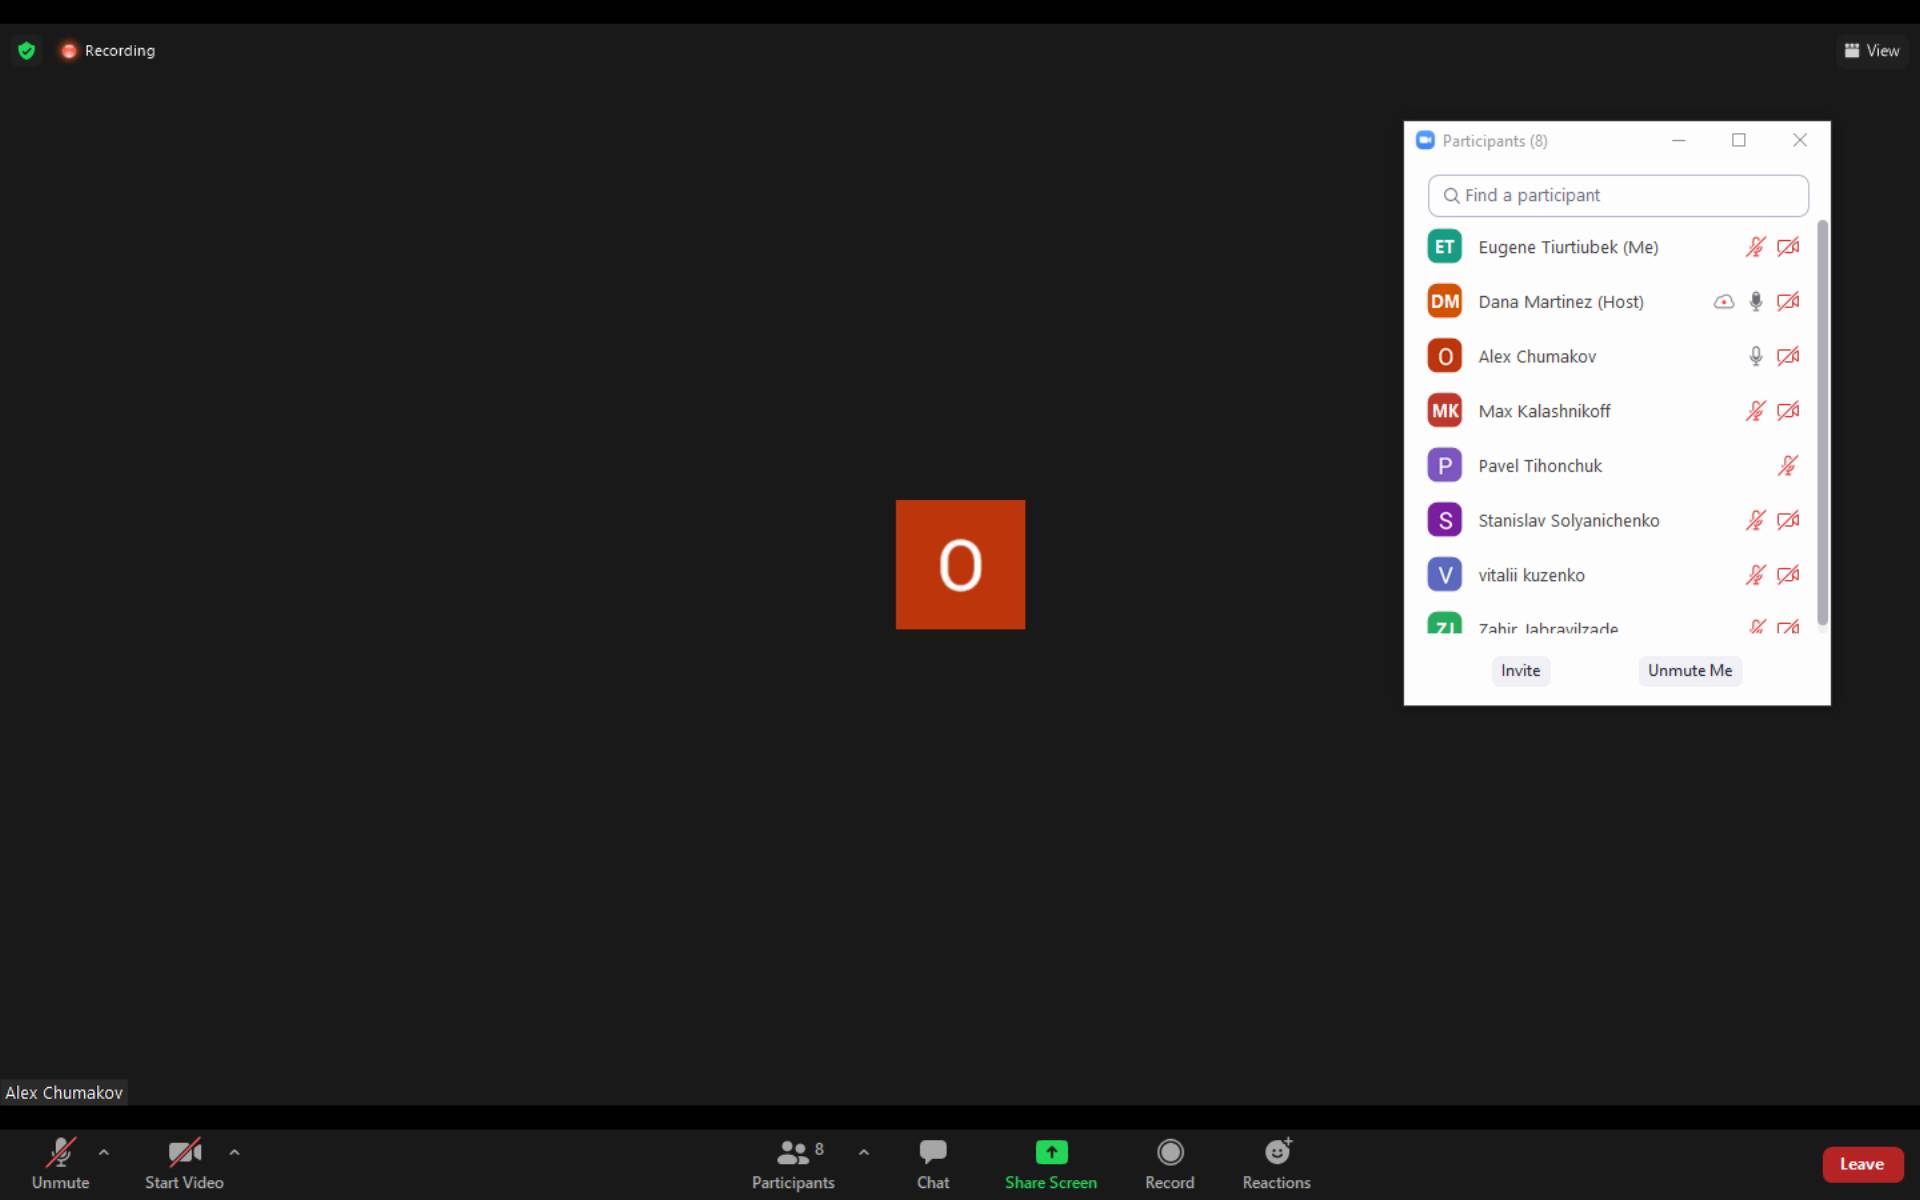 Recording
View
Participants (8)
Find a participant
ET Eugene Tiurtiubek (Me)
DM Dana Martinez (Host)
O Alex Chumakov
MK Max Kalashnikoff
P Pavel Tihonchuk
S Stanislav Solyanichenko
V vitalii kuzenko
ZJ Zahir Jabravilzade
Invite Unmute Me
O
Alex Chumakov
Unmute Start Video Participants 8 Chat Share Screen Record Reactions Leave